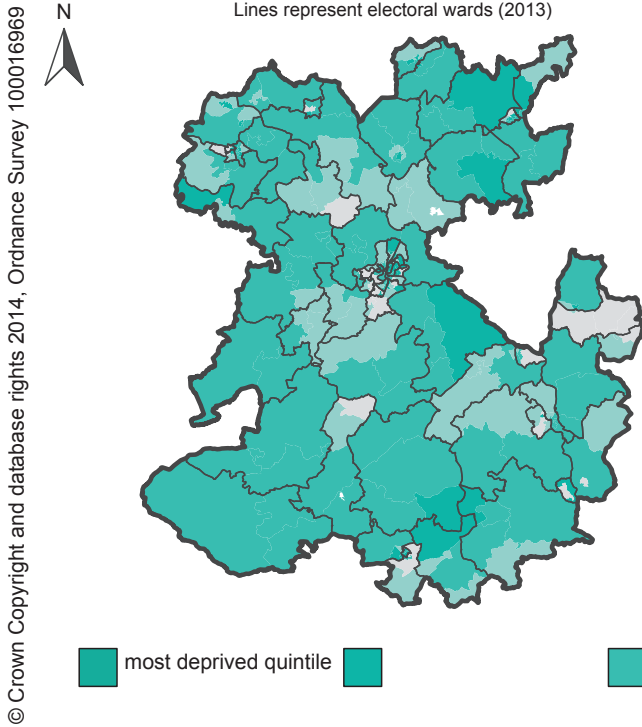 Lines represent electoral wards (2013)
N
© Crown Copyright and database rights 2014, Ordnance Survey 100016969
most deprived quintile